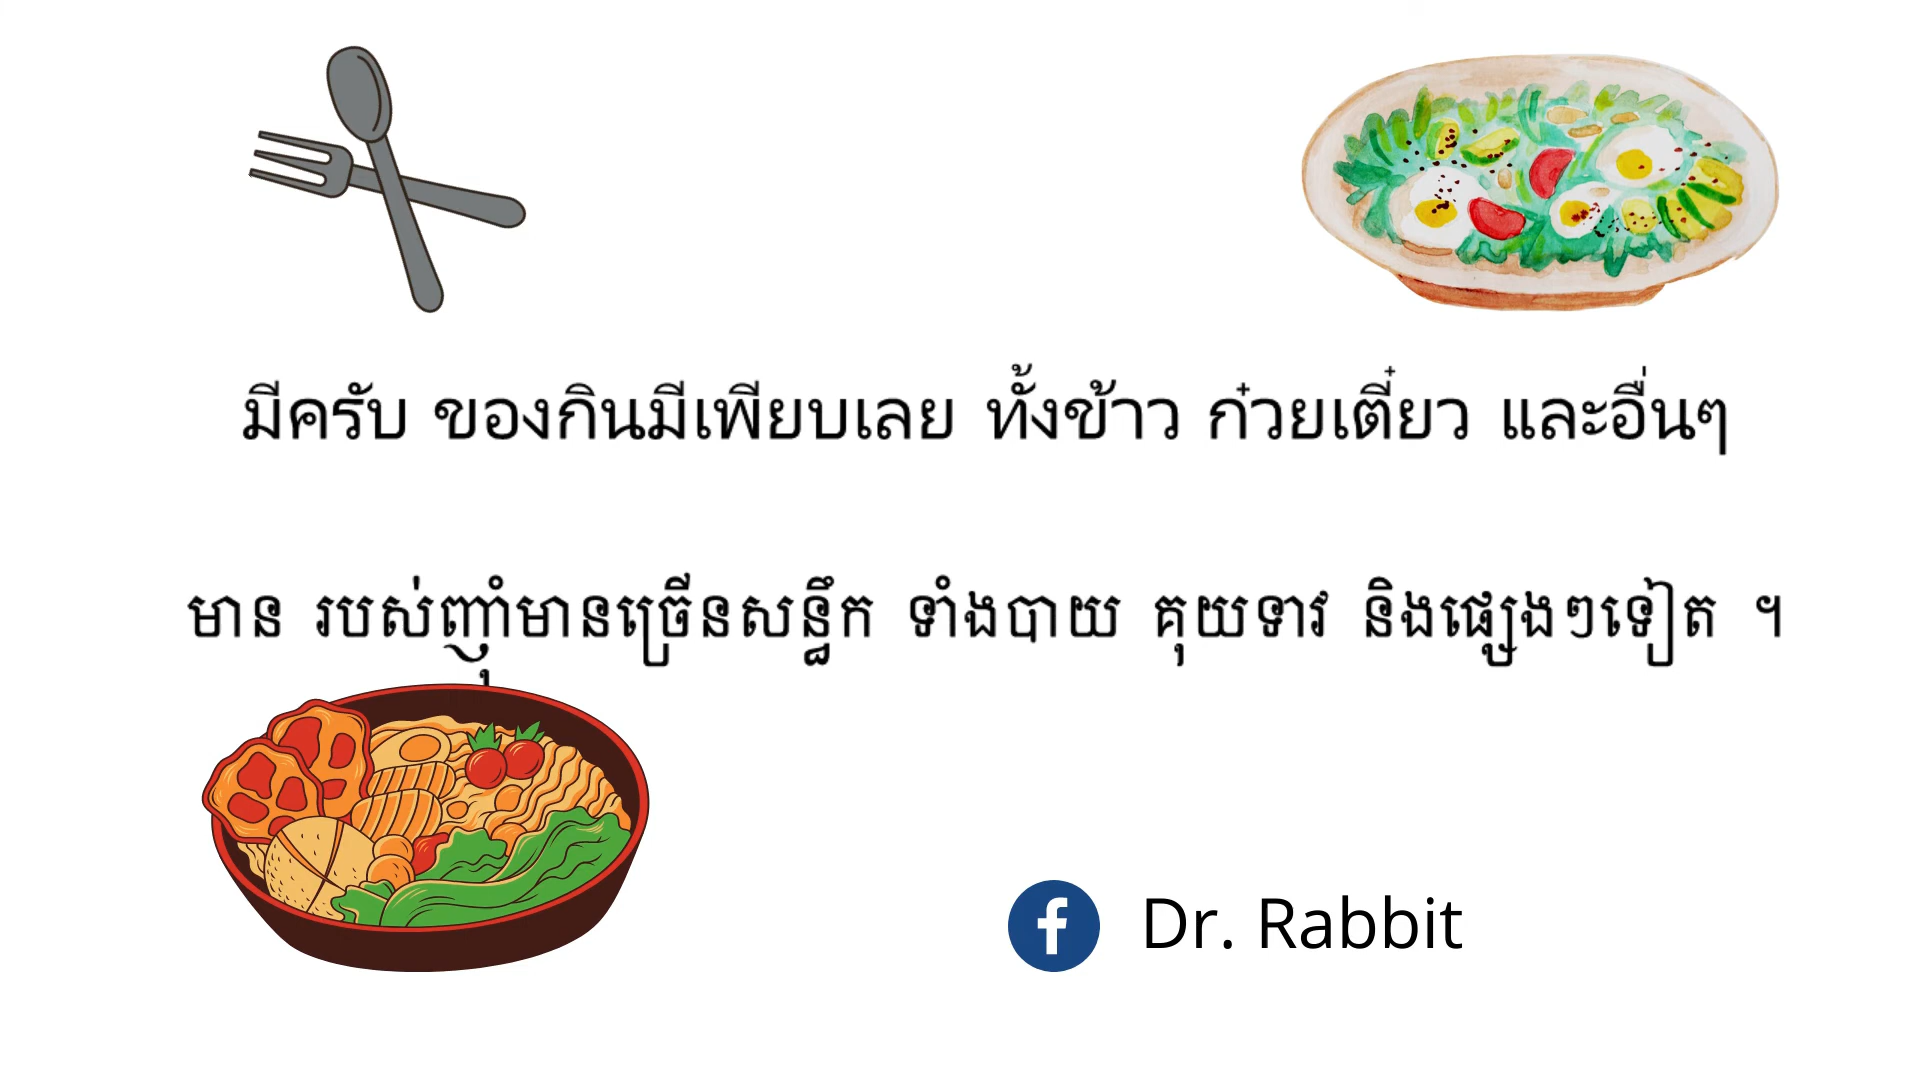 มีครับ ของกินมีเพียบเลย ทั้งข้าว ก๋วยเตี๋ยว และอื่นๆ
មាន របស់ញ៉ាំមានច្រើនសន្ធឹក ទាំងបាយ គុយទាវ និងផ្សេងៗទៀត ។
Dr. Rabbit